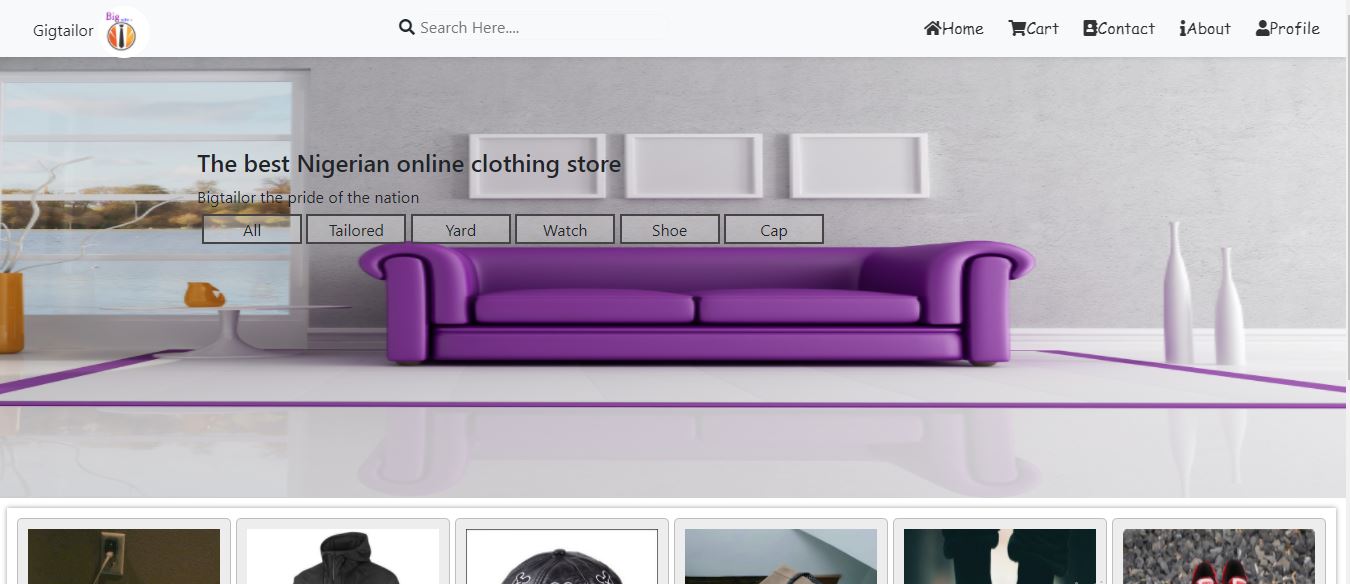 Gigtailor
Big
Search Here....
Home
Cart
Contact
About
Profile
The best Nigerian online clothing store
Bigtailor the pride of the nation
All
Tailored
Yard
Watch
Shoe
Cap